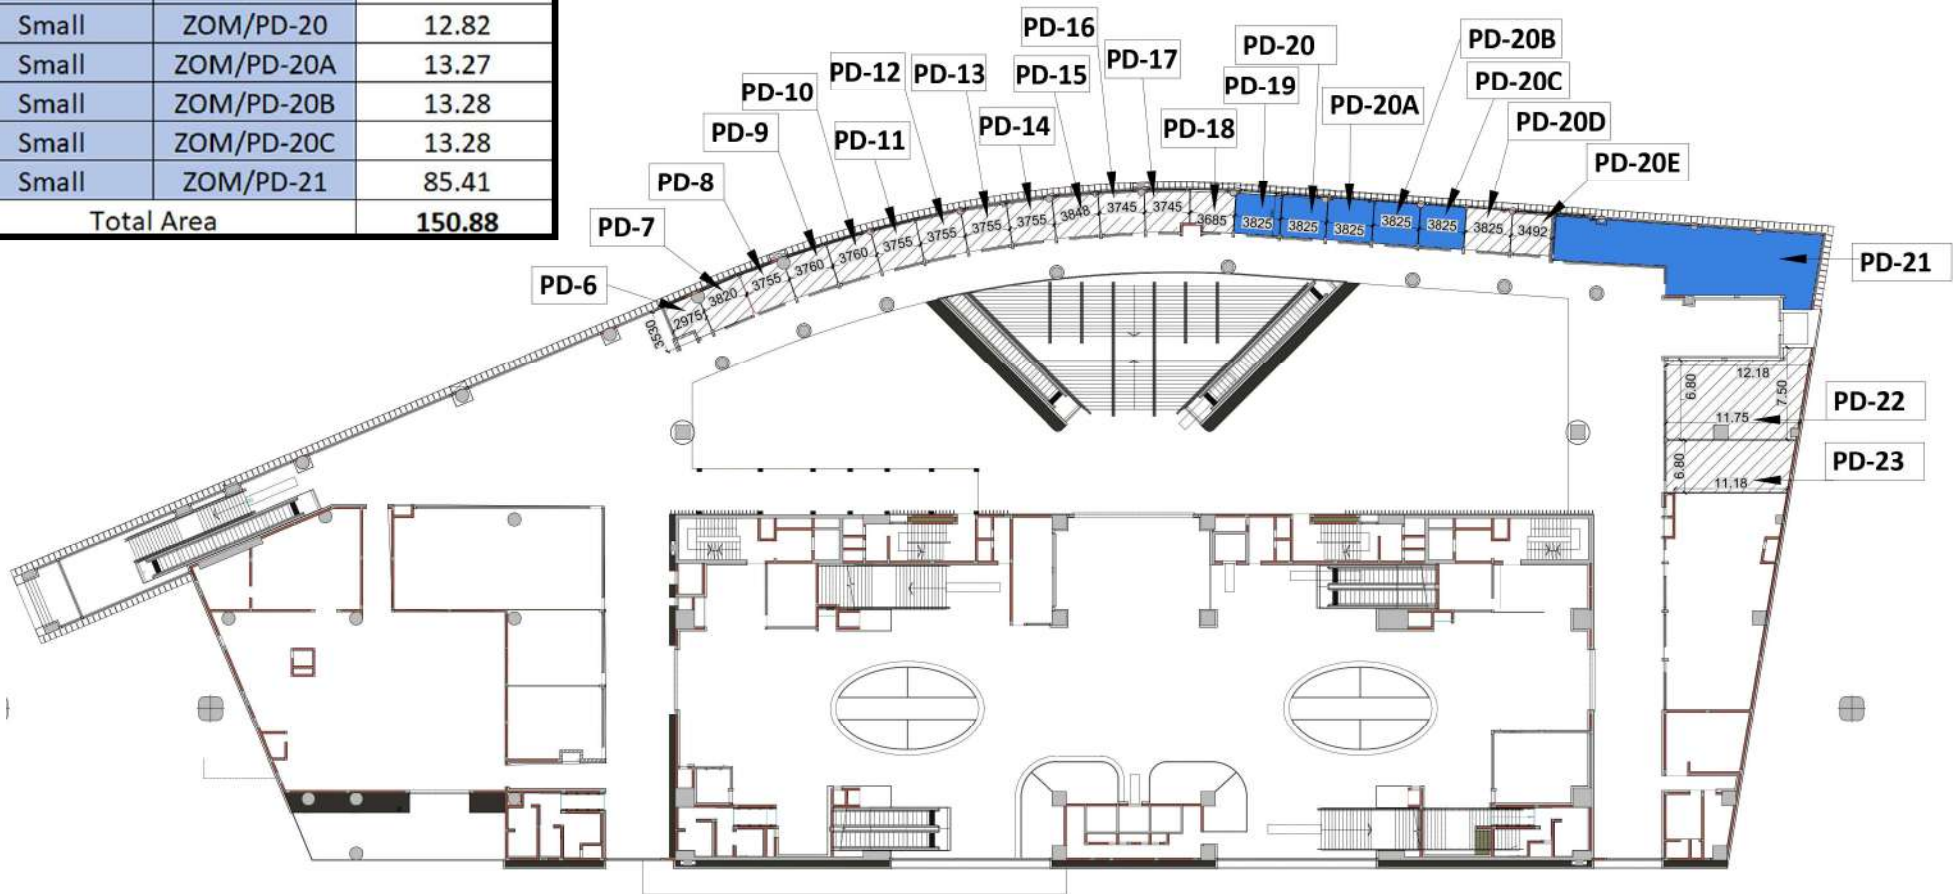 Small ZOM/PD-20 12.82
Small ZOM/PD-20A 13.27
Small ZOM/PD-20B 13.28
Small ZOM/PD-20C 13.28
Small ZOM/PD-21 85.41
Total Area 150.88
PD-6
PD-7
PD-8
PD-9
PD-10
PD-11
PD-12
PD-13
PD-14
PD-15
PD-16
PD-17
PD-18
PD-19
PD-20
PD-20A
PD-20B
PD-20C
PD-20D
PD-20E
PD-21
PD-22
PD-23
3530
2975
3820
3755
3760
3760
3755
3755
3755
3755
3848
3745
3745
3685
3825
3825
3825
3825
3825
3825
3492
12.18
6.80
7.50
11.75
6.80
11.18